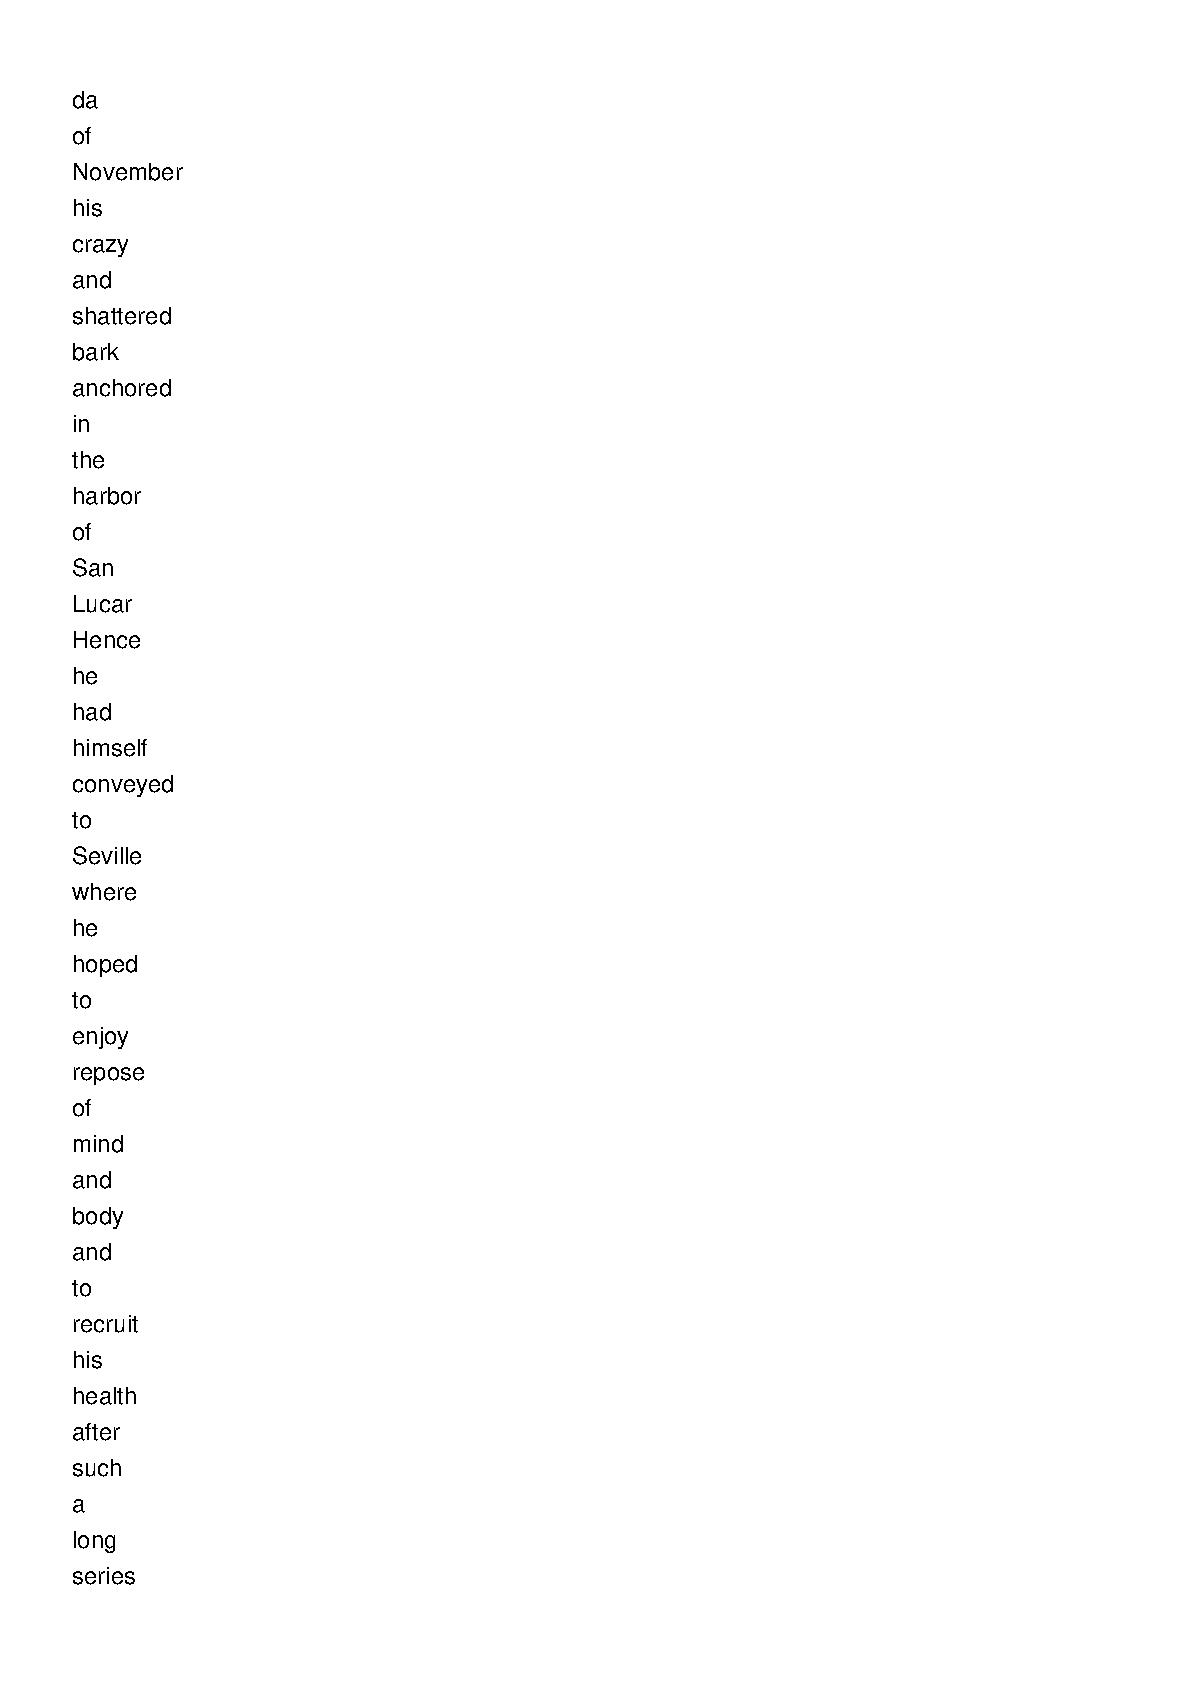 da
of
November
his
crazy
and
shattered
bark
anchored
in
the
harbor
of
San
Lucar
Hence
he
had
himself
conveyed
to
Seville
where
he
hoped
to
enjoy
repose
of
mind
and
body
and
to
recruit
his
health
after
such
a
long
series